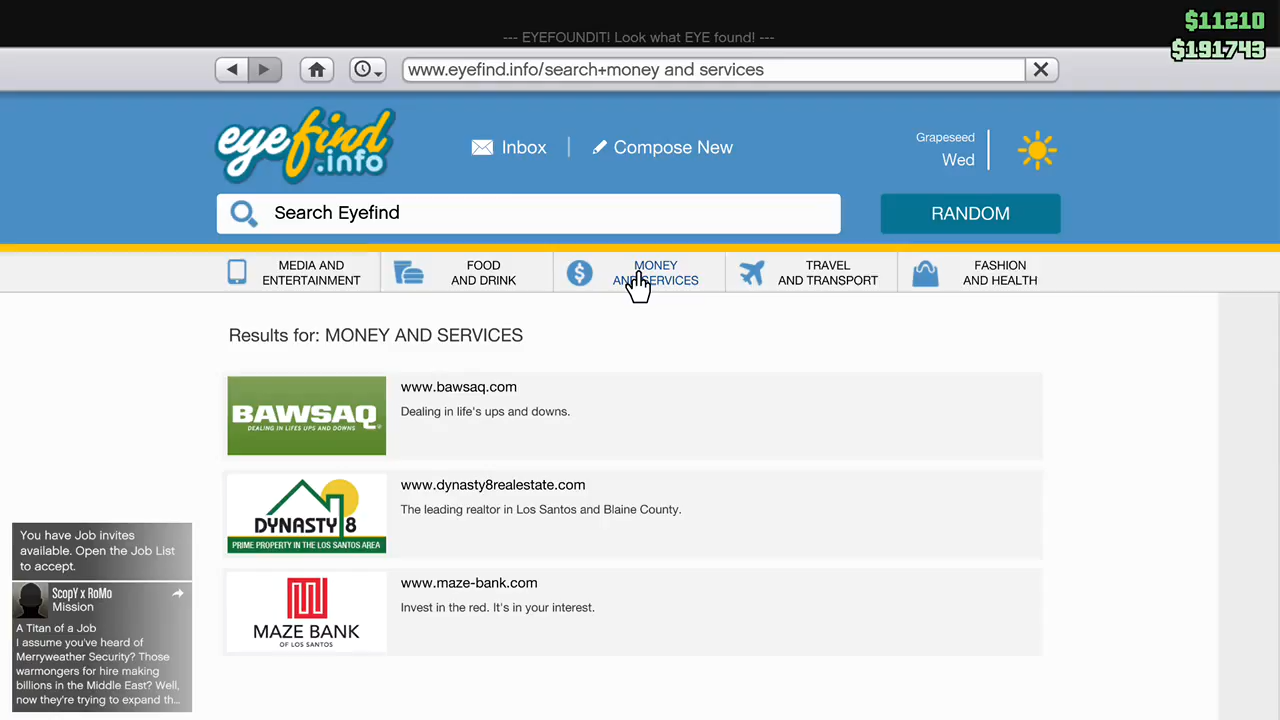 --- EYEFOUNDIT! Look what EYE found! ---
$11210
$191743
www.eyefind.info/search+money and services
eyefind
.info
Inbox
Compose New
Grapeseed
Wed
Search Eyefind
RANDOM
MEDIA AND
ENTERTAINMENT
FOOD
AND DRINK
MONEY
AND SERVICES
TRAVEL
AND TRANSPORT
FASHION
AND HEALTH
Results for: MONEY AND SERVICES
BAWSAQ
DEALING IN LIFES UPS AND DOWNS
www.bawsaq.com
Dealing in life's ups and downs.
DYNASTY 8
PRIME PROPERTY IN THE LOS SANTOS AREA
www.dynasty8realestate.com
The leading realtor in Los Santos and Blaine County.
MAZE BANK
OF LOS SANTOS
www.maze-bank.com
Invest in the red. It's in your interest.
You have Job invites
available. Open the Job List
to accept.
ScopY x RoMo
Mission
A Titan of a Job
I assume you've heard of
Merryweather Security? Those
warmongers for hire making
billions in the Middle East? Well,
now they're trying to expand th...